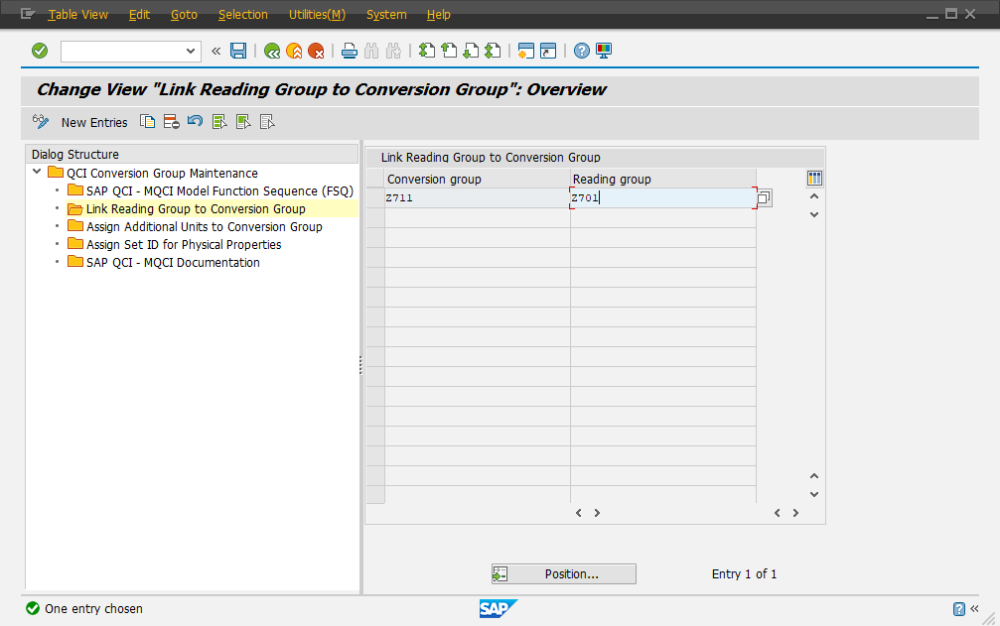 Table View Edit Goto Selection Utilities(M) System Help
Change View "Link Reading Group to Conversion Group": Overview
New Entries
Dialog Structure
QCI Conversion Group Maintenance
SAP QCI - MQCI Model Function Sequence (FSQ)
Link Reading Group to Conversion Group
Assign Additional Units to Conversion Group
Assign Set ID for Physical Properties
SAP QCI - MQCI Documentation
Link Reading Group to Conversion Group
Conversion group Reading group
Z711 Z701
Position... Entry 1 of 1
One entry chosen SAP